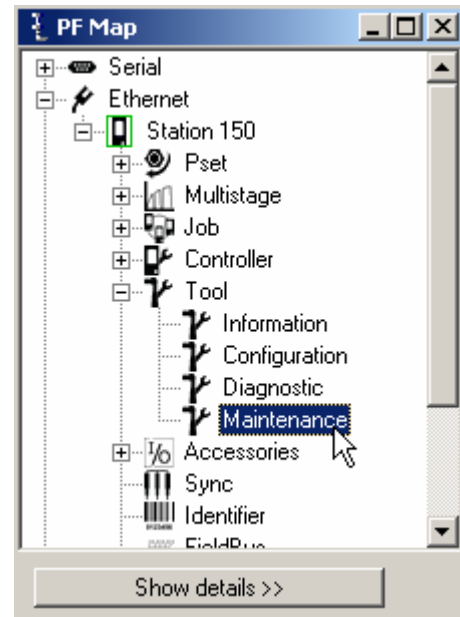 PF Map
Serial
Ethernet
Station 150
Pset
Multistage
Job
Controller
Tool
Information
Configuration
Diagnostic
Maintenance
I/o Accessories
Sync
Identifier
FieldBus
Show details >>